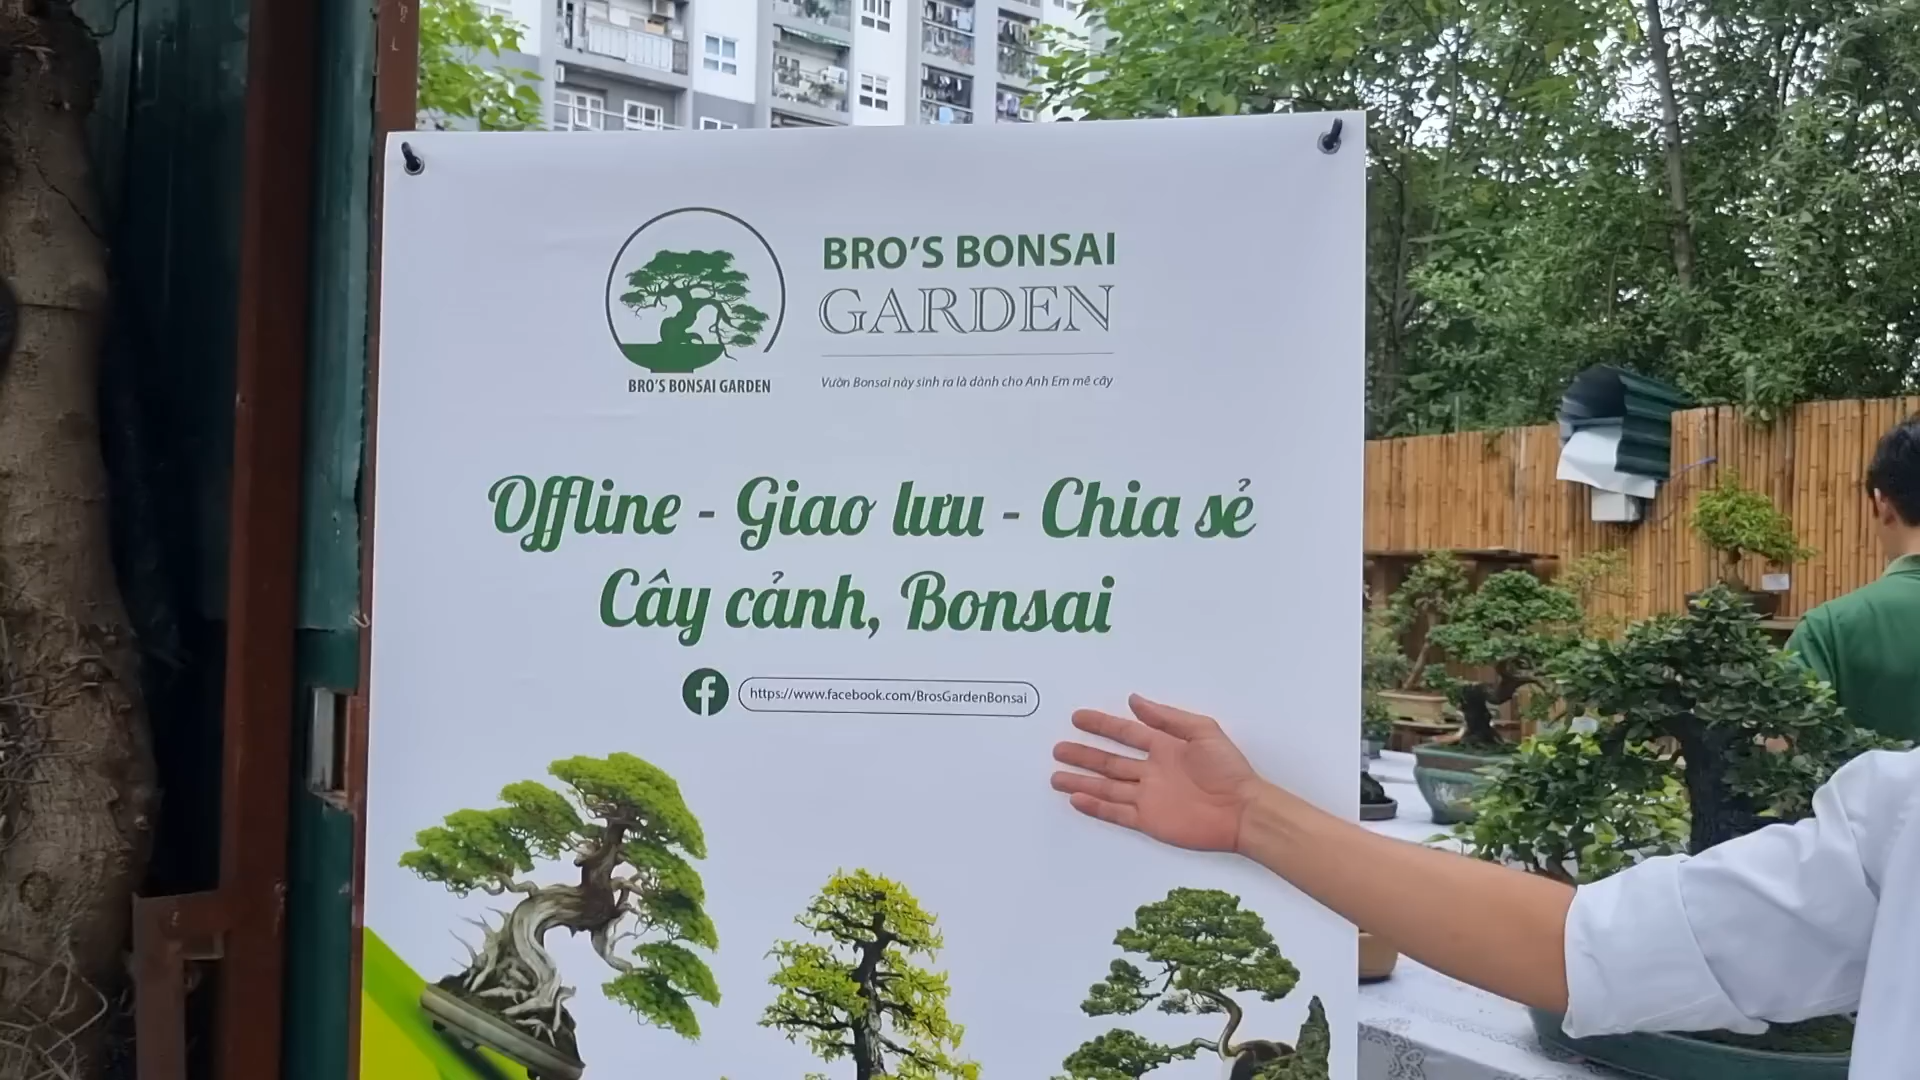 BRO'S BONSAI GARDEN
BRO'S BONSAI
GARDEN
Vườn Bonsai này sinh ra là dành cho Anh Em mê cây
Offline - Giao lưu - Chia sẻ
Cây cảnh, Bonsai
https://www.facebook.com/BrosGardenBonsai